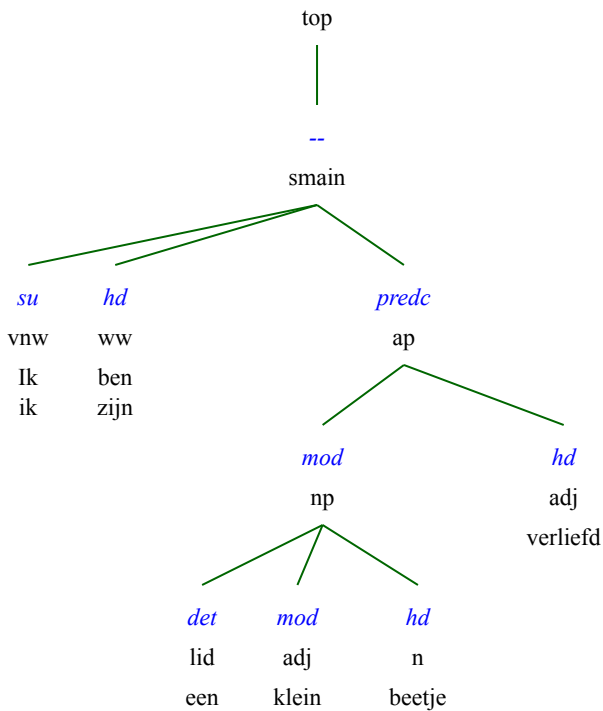 top
--
smain
su hd predc
vnw ww ap
Ik ben
ik zijn
mod hd
np adj
verliefd
det mod hd
lid adj n
een klein beetje